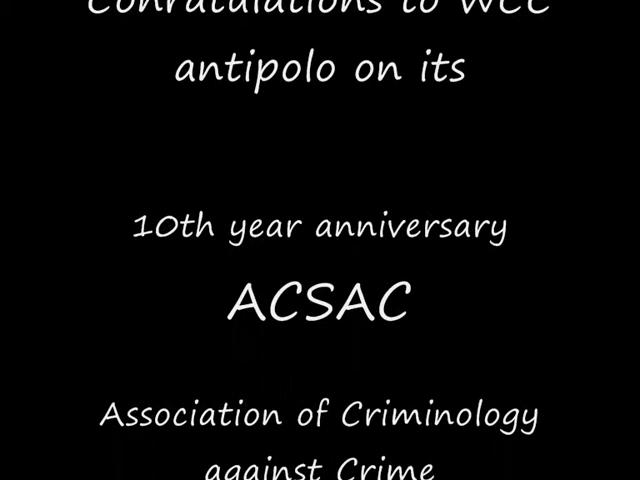 Conratulations to WCC
antipolo on its
10th year anniversary
ACSAC
Association of Criminology
against Crime